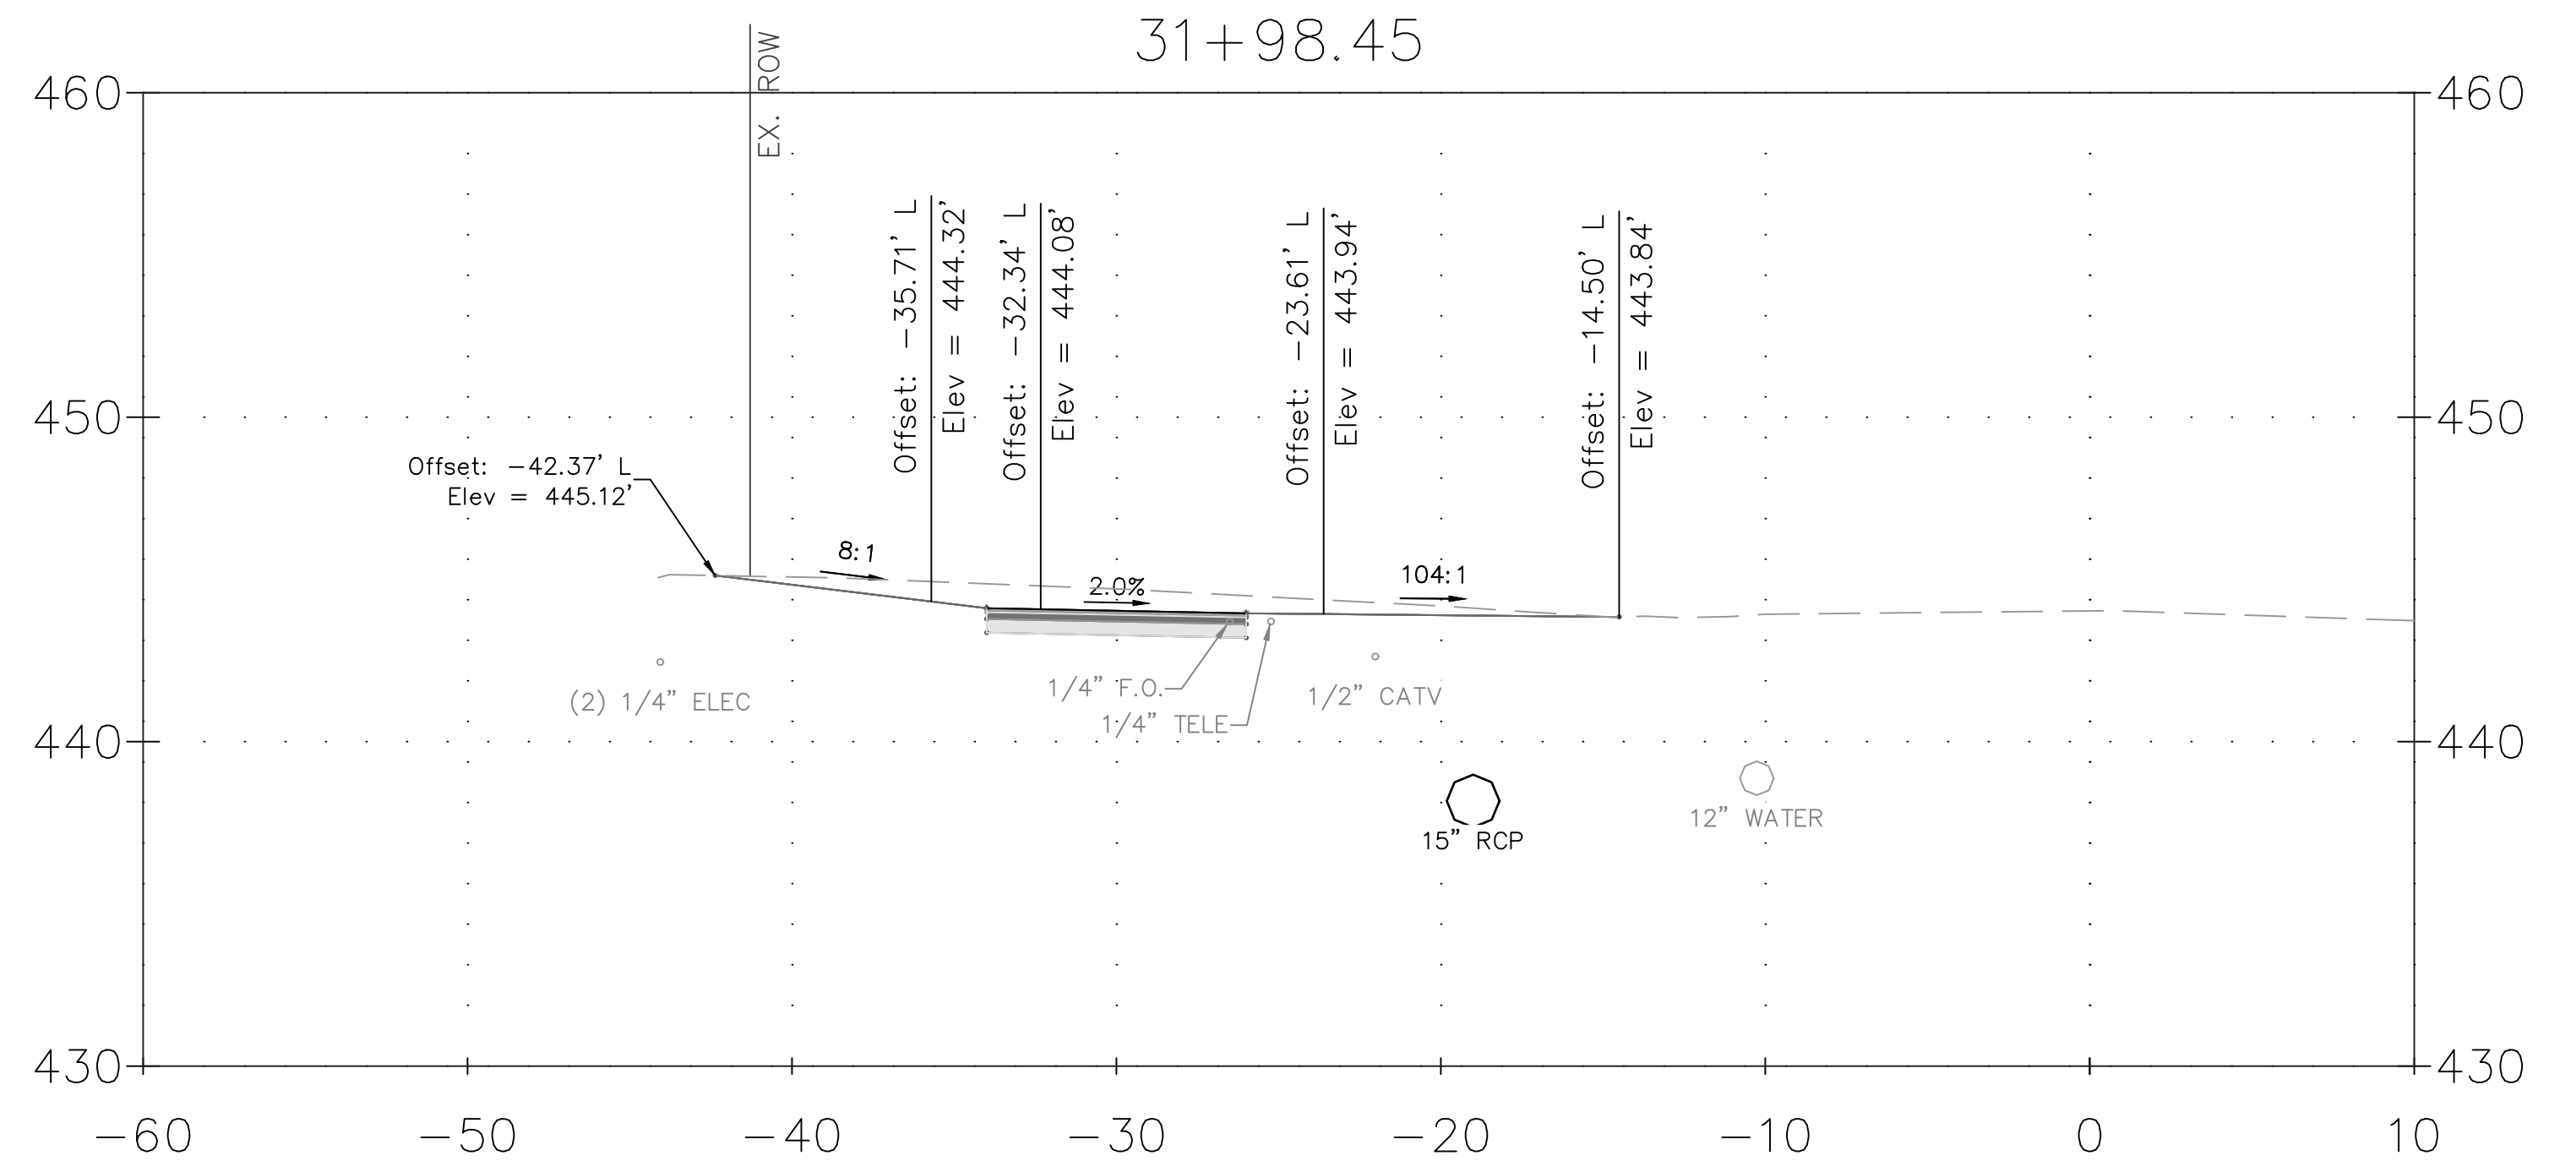 31+98.45
EX. ROW
460
460
Offset: -35.71' L
Elev = 444.32'
Offset: -32.34' L
Elev = 444.08'
Offset: -23.61' L
Elev = 443.94'
Offset: -14.50' L
Elev = 443.84'
450
450
Offset: -42.37' L
Elev = 445.12'
8:1
2.0%
104:1
(2) 1/4" ELEC
1/4" F.O.
1/4" TELE
1/2" CATV
440
440
15" RCP
12" WATER
430
430
-60 -50 -40 -30 -20 -10 0 10